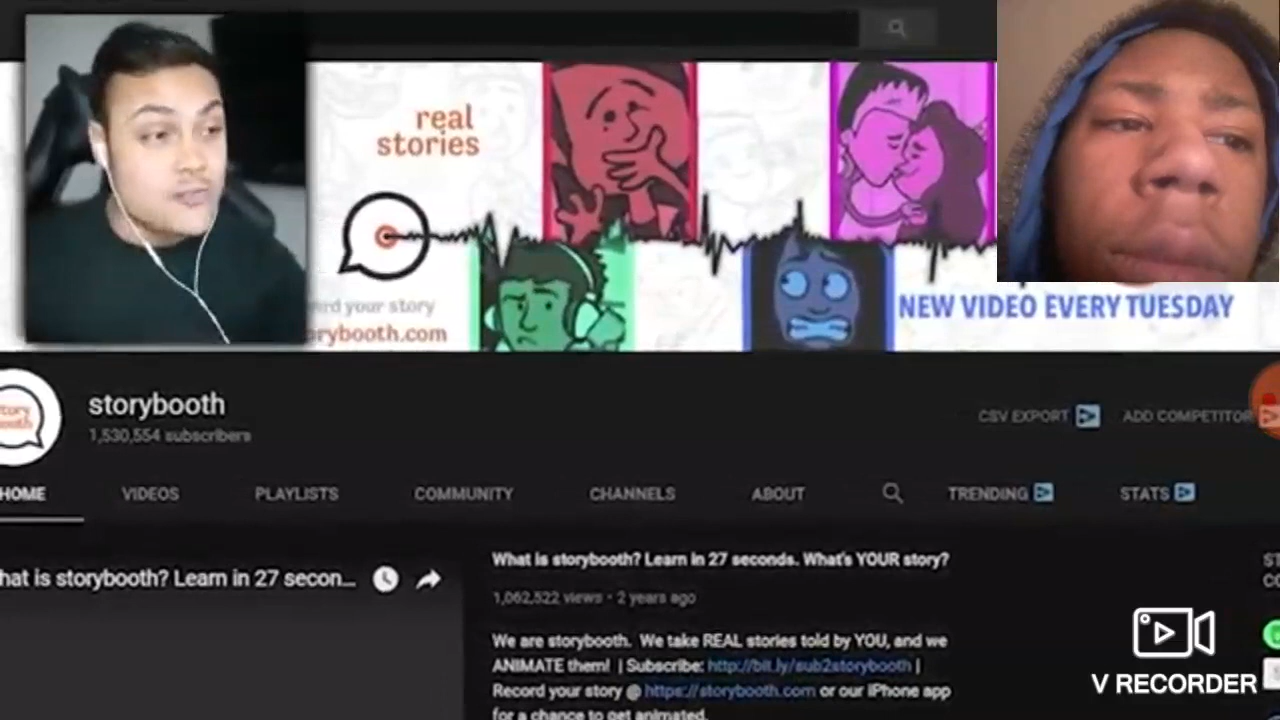 real
stories
rd your story
rybooth.com
NEW VIDEO EVERY TUESDAY
story
booth
storybooth
1,530,554 subscribers
CSV EXPORT
ADD COMPETITOR
HOME
VIDEOS
PLAYLISTS
COMMUNITY
CHANNELS
ABOUT
TRENDING
STATS
hat is storybooth? Learn in 27 secon...
What is storybooth? Learn in 27 seconds. What's YOUR story?
1,062,522 views • 2 years ago
We are storybooth. We take REAL stories told by YOU, and we
ANIMATE them! | Subscribe: http://bit.ly/sub2storybooth |
Record your story @ https://storybooth.com or our iPhone app
for a chance to get animated.
ST
CO
V RECORDER